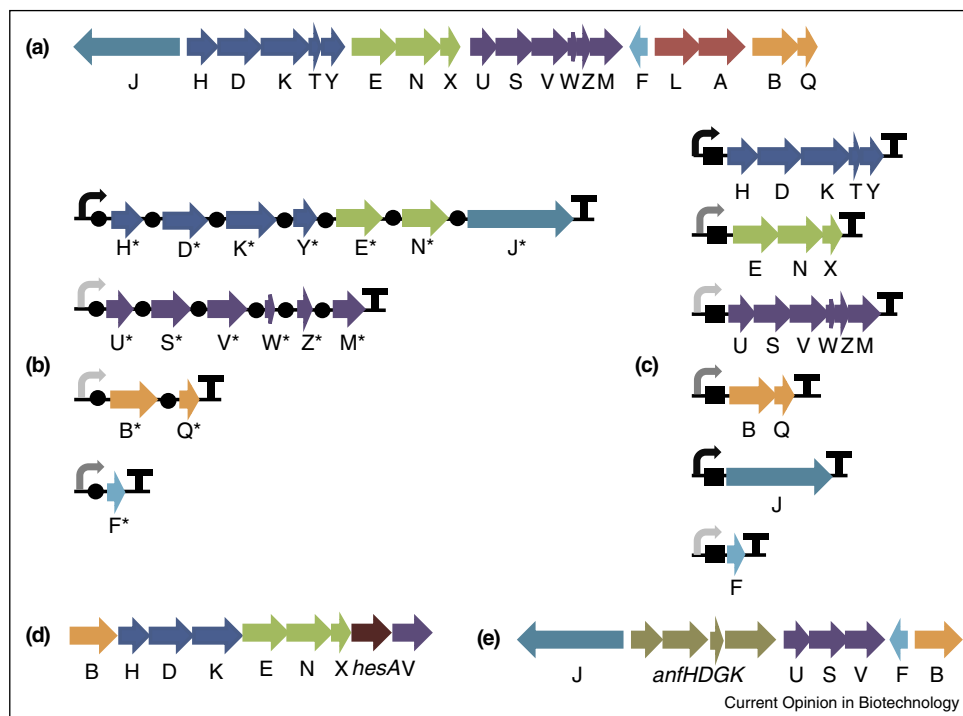 (a)
J H D K T Y E N X U S V W Z M F L A B Q
H* D* K* Y* E* N* J*
U* S* V* W* Z* M*
(b)
B* Q*
F*
H D K T Y
E N X
U S V W Z M
(c)
B Q
J
F
(d)
B H D K E N X hesA V
(e)
J anfHDGK U S V F B
Current Opinion in Biotechnology